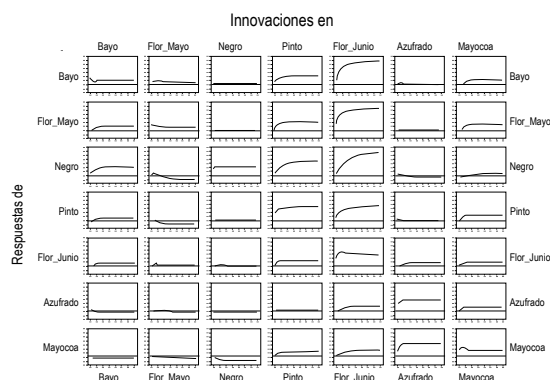 Innovaciones en
Bayo Flor_Mayo Negro Pinto Flor_Junio Azufrado Mayocoa
Bayo Bayo
Flor_Mayo Flor_Mayo
Negro Negro
Pinto Pinto
Flor_Junio Flor_Junio
Azufrado Azufrado
Mayocoa Mayocoa
Respuestas de
Bayo Flor_Mayo Negro Pinto Flor_Junio Azufrado Mayocoa